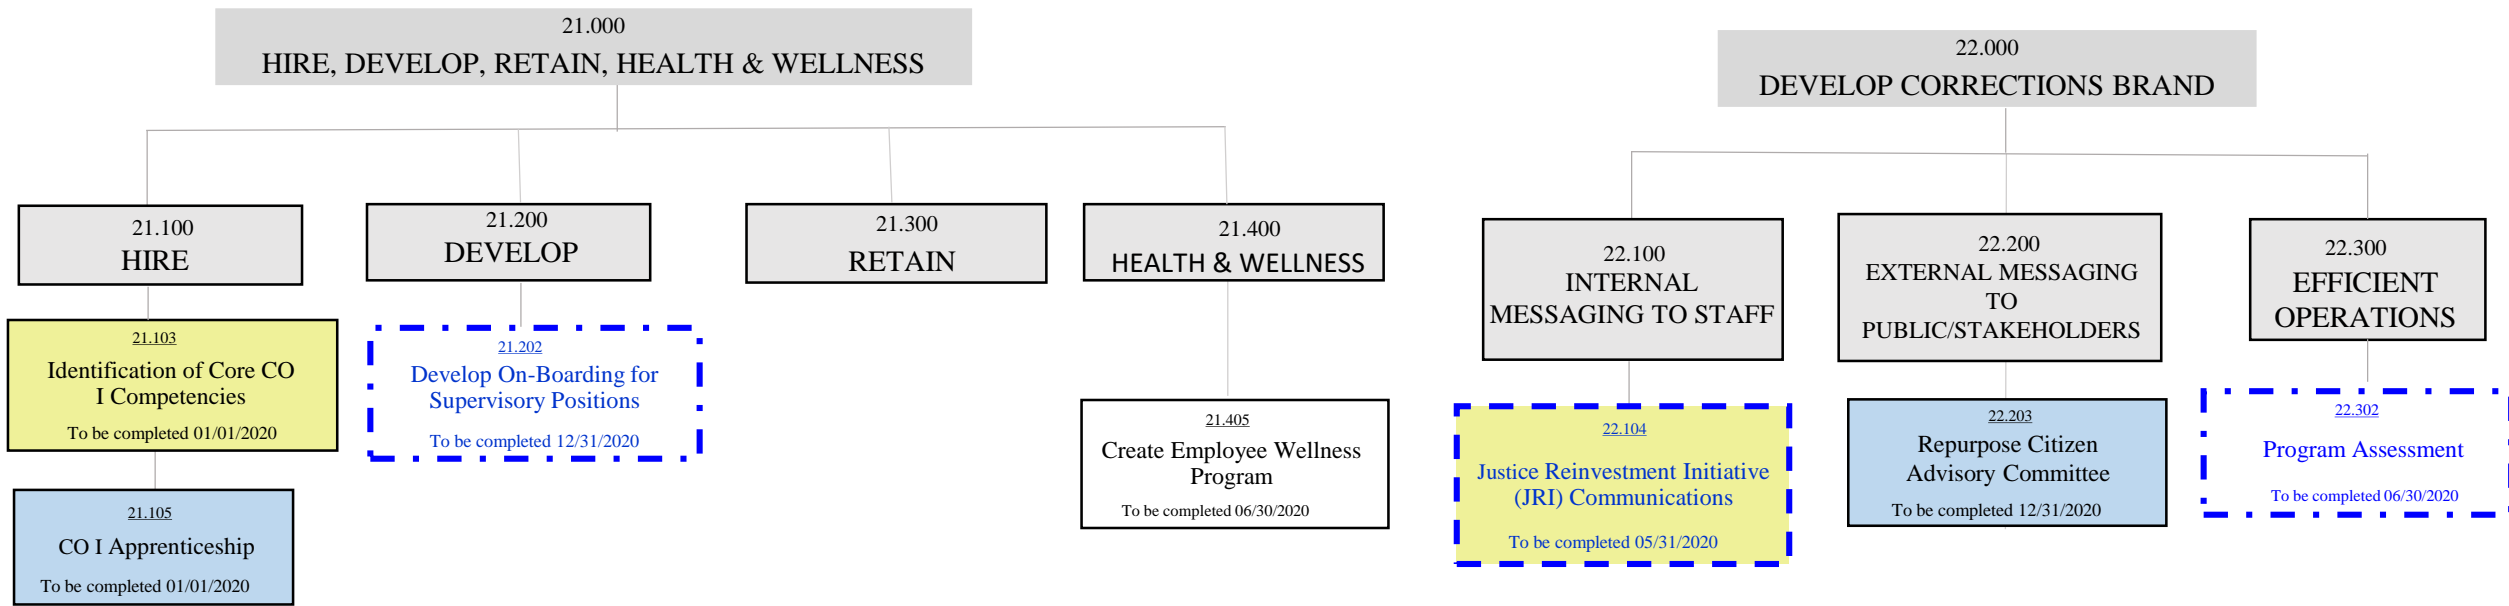 21.000
HIRE, DEVELOP, RETAIN, HEALTH & WELLNESS
21.100
HIRE
21.103
Identification of Core CO
I Competencies
To be completed 01/01/2020
21.105
CO I Apprenticeship
To be completed 01/01/2020
21.200
DEVELOP
21.202
Develop On-Boarding for
Supervisory Positions
To be completed 12/31/2020
21.300
RETAIN
21.400
HEALTH & WELLNESS
21.405
Create Employee Wellness
Program
To be completed 06/30/2020
22.000
DEVELOP CORRECTIONS BRAND
22.100
INTERNAL
MESSAGING TO STAFF
22.104
Justice Reinvestment Initiative
(JRI) Communications
To be completed 05/31/2020
22.200
EXTERNAL MESSAGING
TO
PUBLIC/STAKEHOLDERS
22.203
Repurpose Citizen
Advisory Committee
To be completed 12/31/2020
22.300
EFFICIENT
OPERATIONS
22.302
Program Assessment
To be completed 06/30/2020